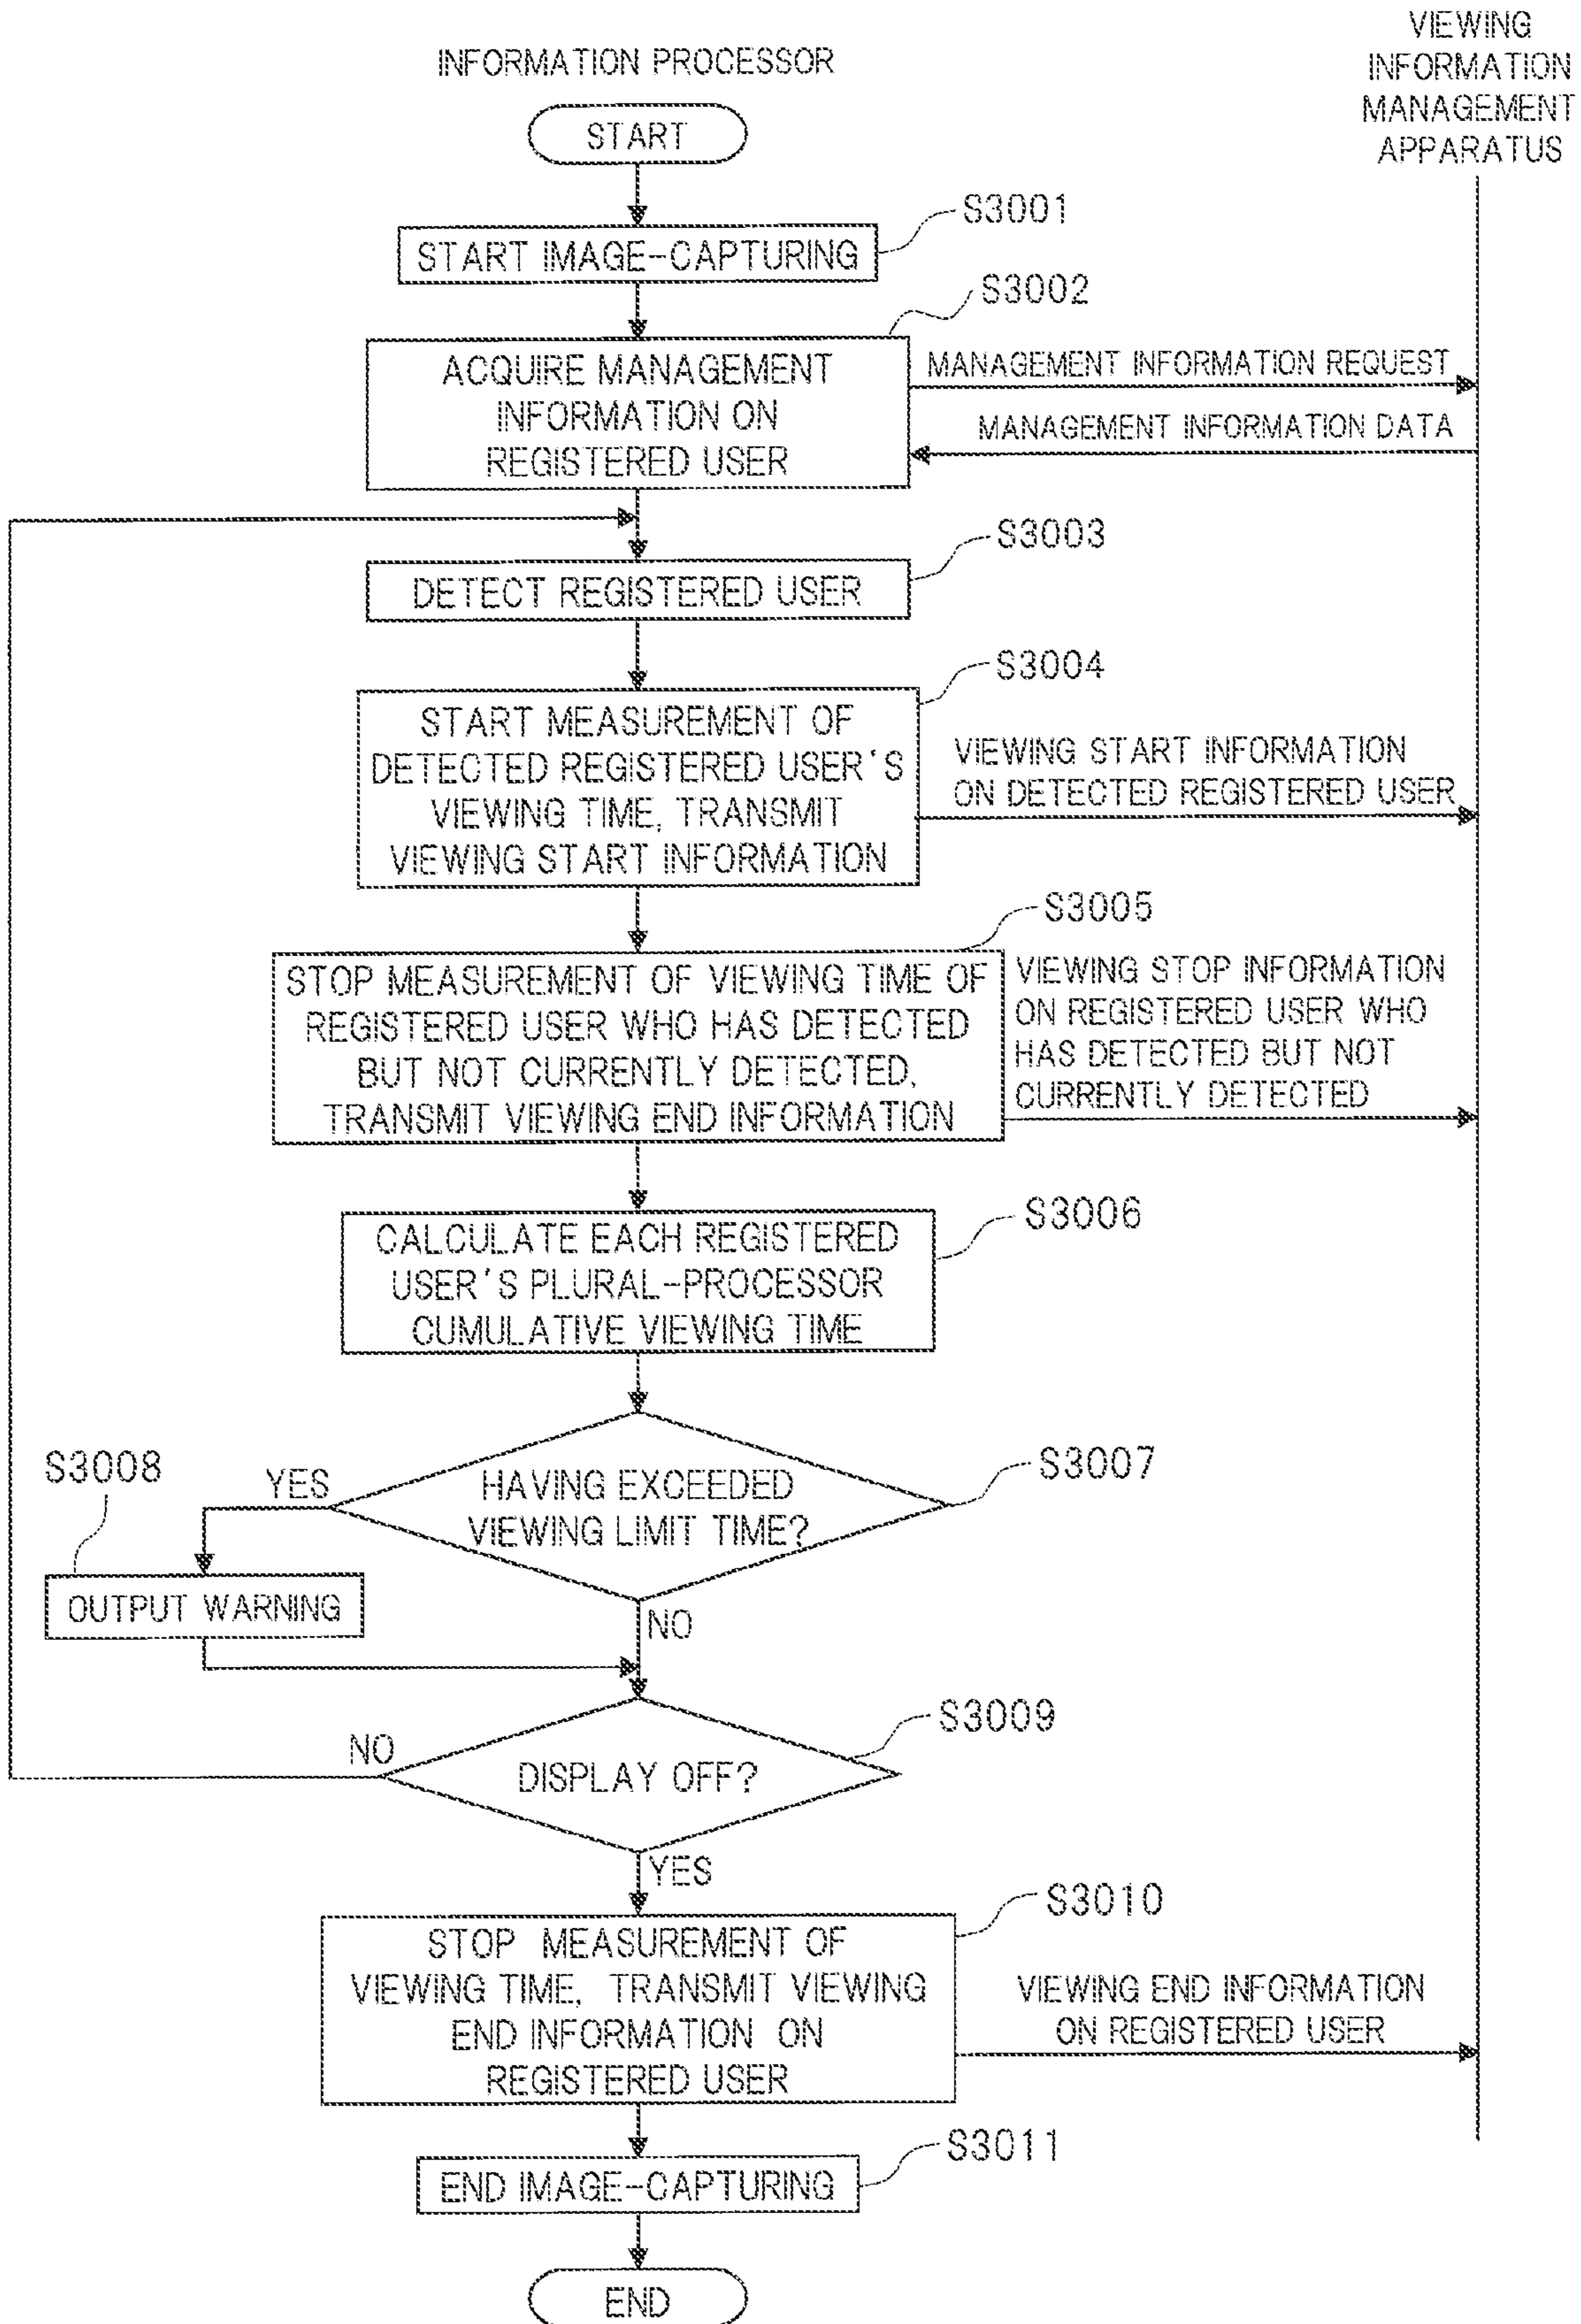 VIEWING
INFORMATION
MANAGEMENT
APPARATUS
INFORMATION PROCESSOR
START
S3001
START IMAGE-CAPTURING
S3002
ACQUIRE MANAGEMENT
INFORMATION ON
REGISTERED USER
MANAGEMENT INFORMATION REQUEST
MANAGEMENT INFORMATION DATA
S3003
DETECT REGISTERED USER
S3004
START MEASUREMENT OF
DETECTED REGISTERED USER'S
VIEWING TIME, TRANSMIT
VIEWING START INFORMATION
VIEWING START INFORMATION
ON DETECTED REGISTERED USER
S3005
STOP MEASUREMENT OF VIEWING TIME OF
REGISTERED USER WHO HAS DETECTED
BUT NOT CURRENTLY DETECTED,
TRANSMIT VIEWING END INFORMATION
VIEWING STOP INFORMATION
ON REGISTERED USER WHO
HAS DETECTED BUT NOT
CURRENTLY DETECTED
S3006
CALCULATE EACH REGISTERED
USER'S PLURAL-PROCESSOR
CUMULATIVE VIEWING TIME
S3007
HAVING EXCEEDED
VIEWING LIMIT TIME?
YES
S3008
OUTPUT WARNING
NO
S3009
DISPLAY OFF?
NO
YES
S3010
STOP MEASUREMENT OF
VIEWING TIME, TRANSMIT VIEWING
END INFORMATION ON
REGISTERED USER
VIEWING END INFORMATION
ON REGISTERED USER
S3011
END IMAGE-CAPTURING
END